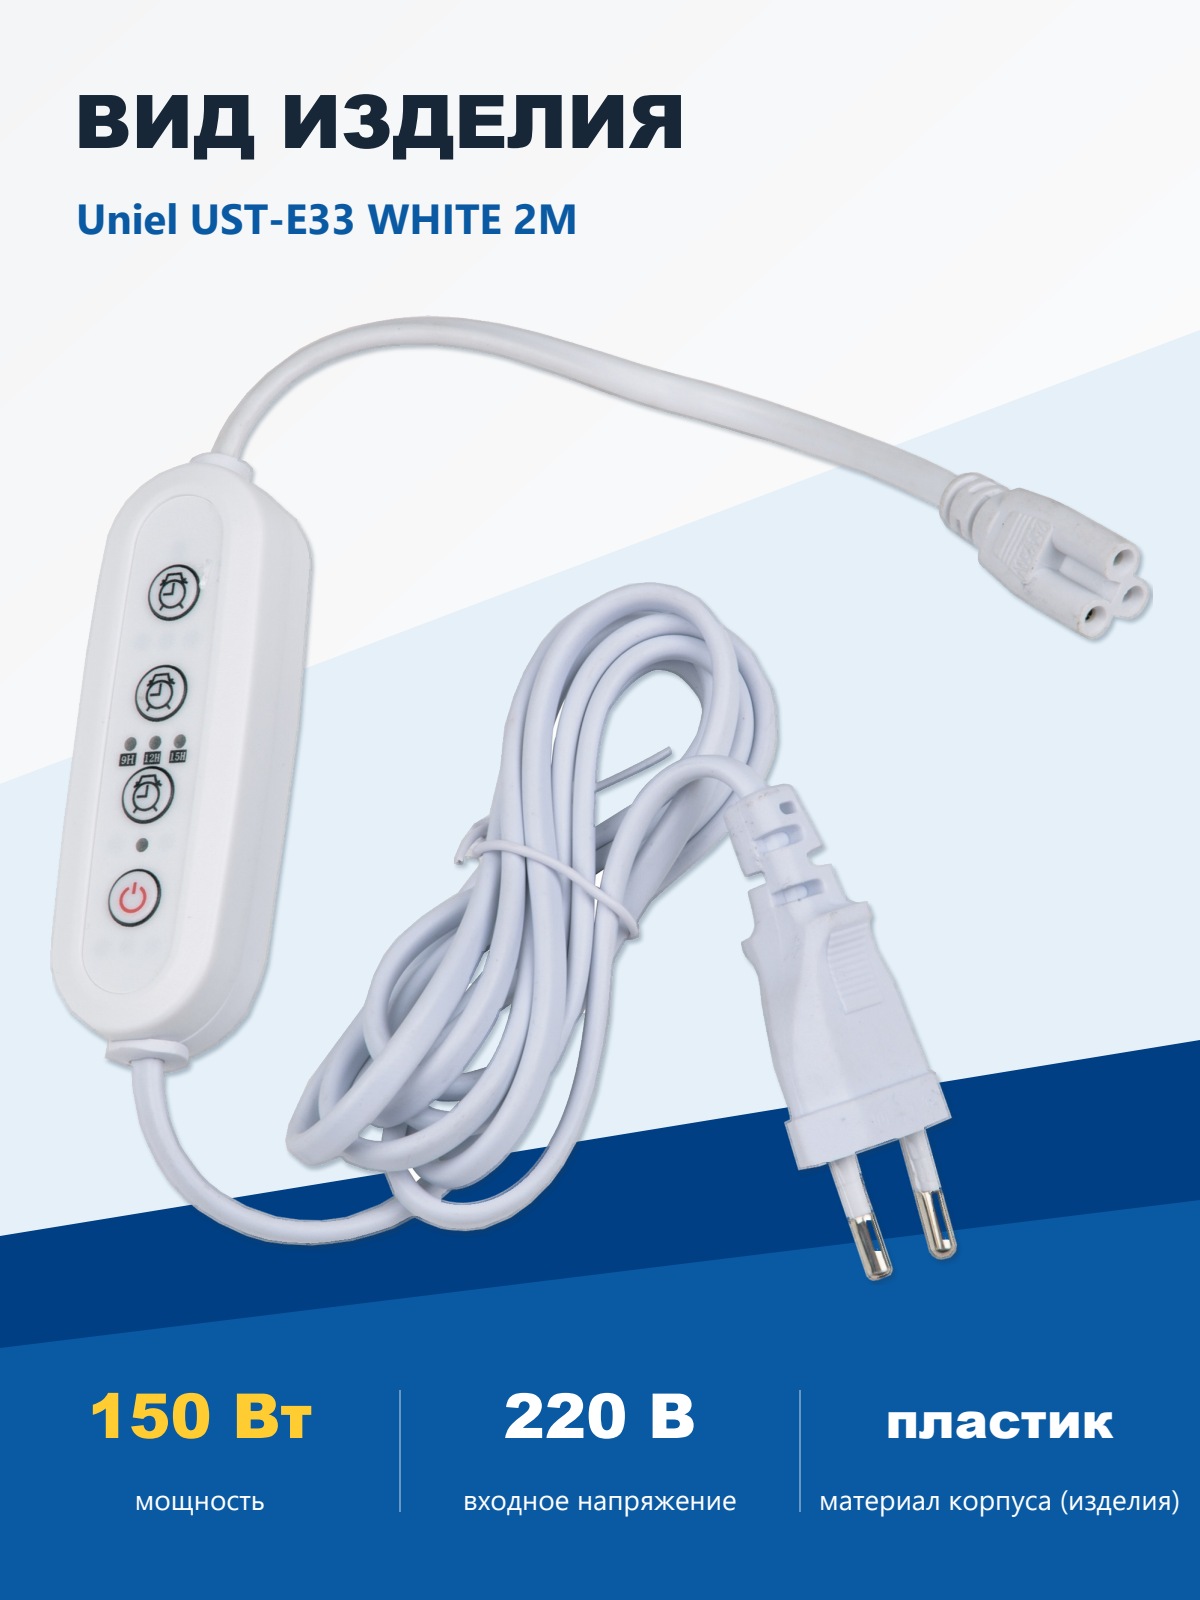 ВИД ИЗДЕЛИЯ
Uniel UST-E33 WHITE 2M
9H 12H 15H
150 Вт
220 В
пластик
мощность
входное напряжение
материал корпуса (изделия)